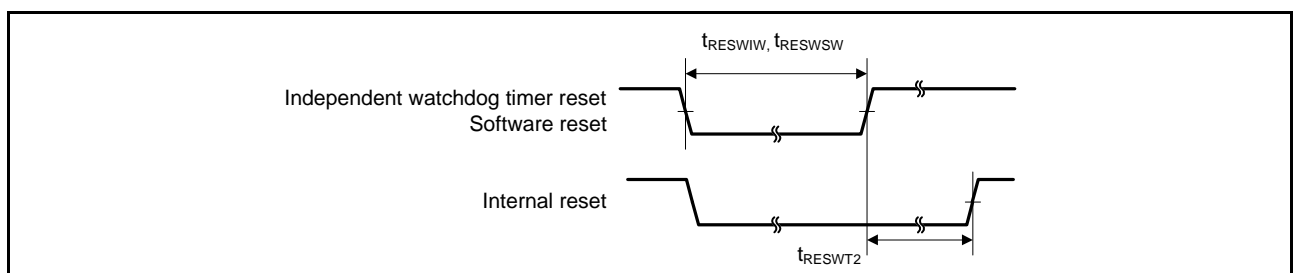 tRESWIW, tRESWSW
Independent watchdog timer reset
Software reset
Internal reset
tRESWT2